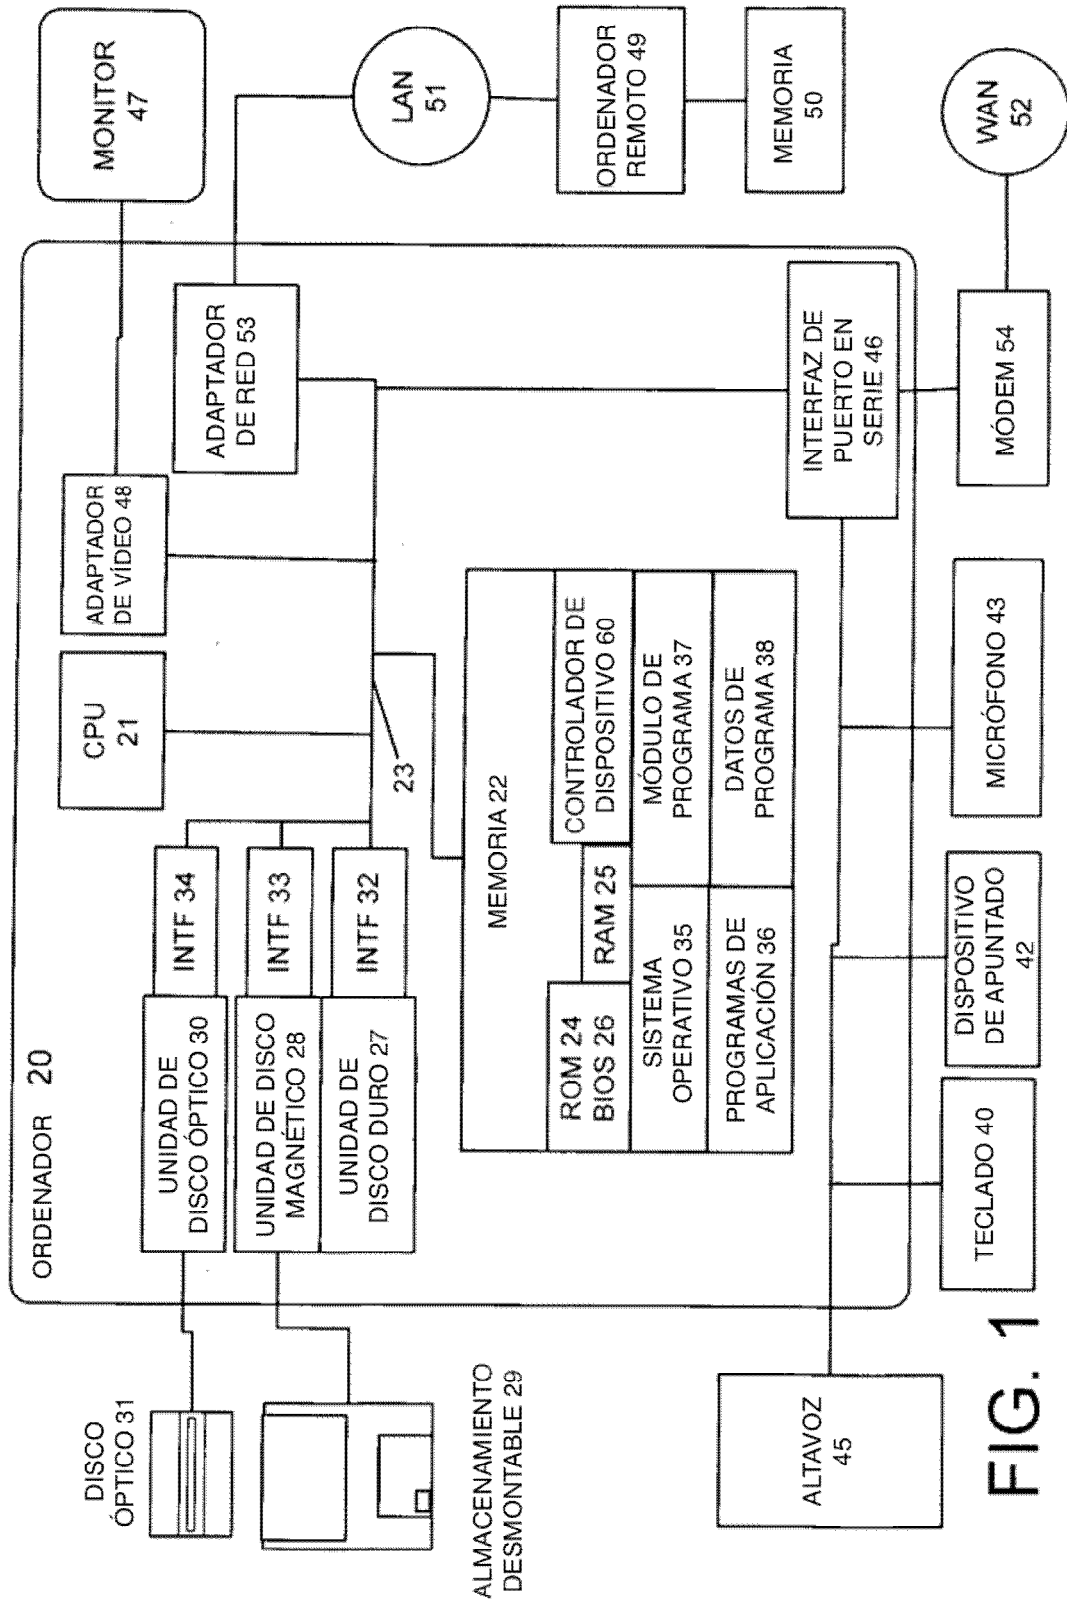 ORDENADOR 20
DISCO
ÓPTICO 31
ALMACENAMIENTO
DESMONTABLE 29
UNIDAD DE
DISCO ÓPTICO 30
INTF 34
UNIDAD DE DISCO
MAGNÉTICO 28
INTF 33
UNIDAD DE
DISCO DURO 27
INTF 32
CPU
21
ADAPTADOR
DE VÍDEO 48
ADAPTADOR
DE RED 53
MONITOR
47
23
LAN
51
ORDENADOR
REMOTO 49
MEMORIA
50
MEMORIA 22
ROM 24
BIOS 26
RAM 25
CONTROLADOR DE
DISPOSITIVO 60
SISTEMA
OPERATIVO 35
MÓDULO DE
PROGRAMA 37
PROGRAMAS DE
APLICACIÓN 36
DATOS DE
PROGRAMA 38
INTERFAZ DE
PUERTO EN
SERIE 46
WAN
52
MÓDEM 54
ALTAVOZ
45
TECLADO 40
DISPOSITIVO
DE APUNTADO
42
MICRÓFONO 43
FIG. 1